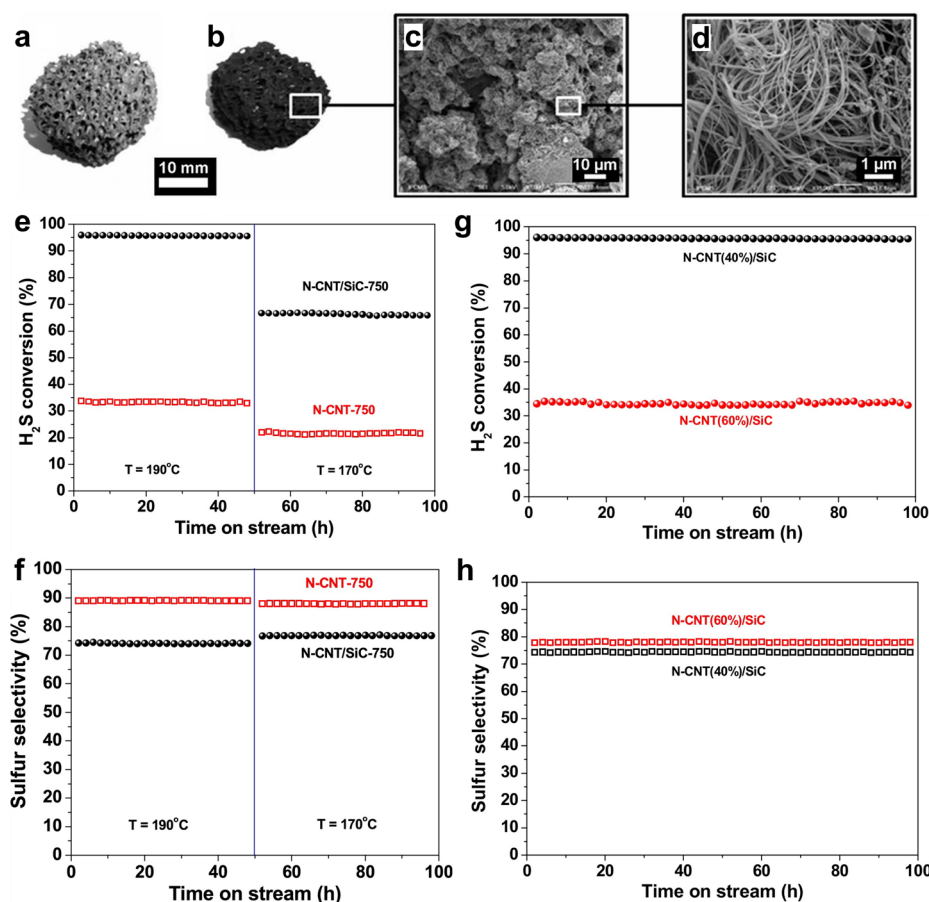 a
b
c
d
10 mm
10 µm
1 µm
e
H₂S conversion (%)
100
90
80
70
60
50
40
30
20
10
0
N-CNT/SiC-750
N-CNT-750
T = 190°C
T = 170°C
0 20 40 60 80 100
Time on stream (h)
g
H₂S conversion (%)
100
90
80
70
60
50
40
30
20
10
0
N-CNT(40%)/SiC
N-CNT(60%)/SiC
0 20 40 60 80 100
Time on stream (h)
f
Sulfur selectivity (%)
100
90
80
70
60
50
40
30
20
10
0
N-CNT-750
N-CNT/SiC-750
T = 190°C
T = 170°C
0 20 40 60 80 100
Time on stream (h)
h
Sulfur selectivity (%)
100
90
80
70
60
50
40
30
20
10
0
N-CNT(60%)/SiC
N-CNT(40%)/SiC
0 20 40 60 80 100
Time on stream (h)